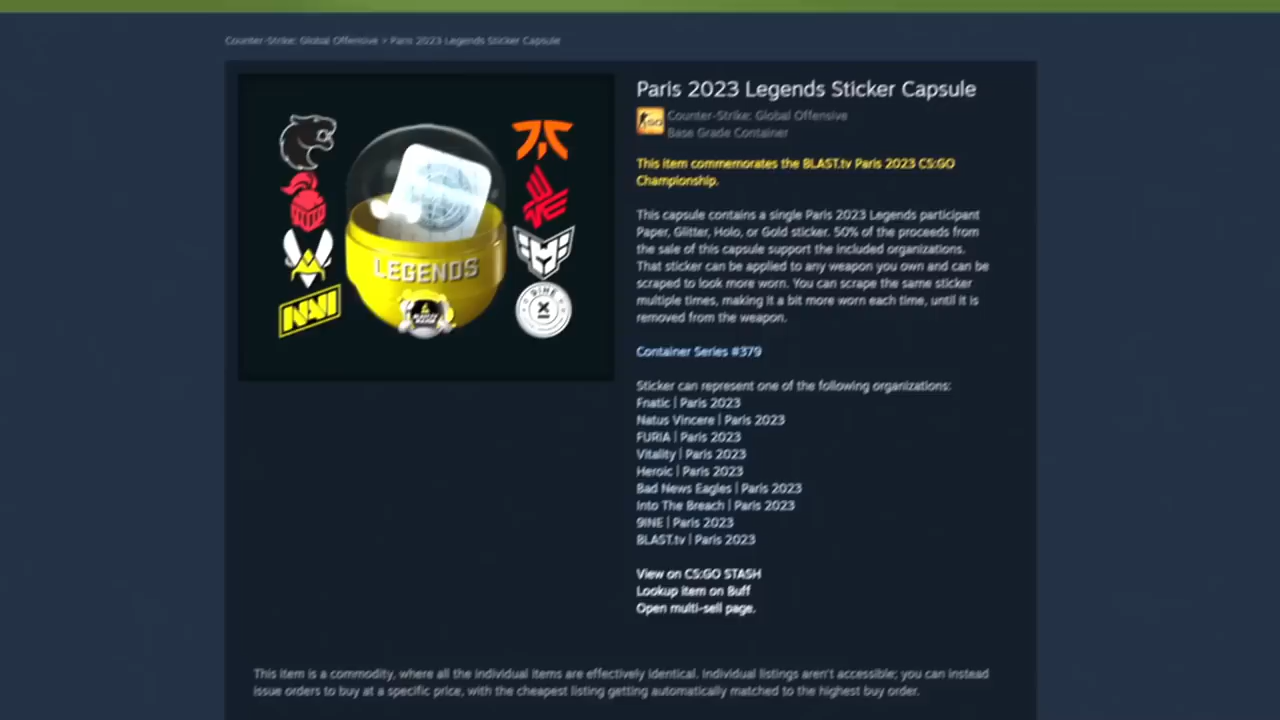 Counter-Strike: Global Offensive > Paris 2023 Legends Sticker Capsule
LEGENDS
NAVI
9INE
Paris 2023 Legends Sticker Capsule
GO
Counter-Strike: Global Offensive
Base Grade Container
This item commemorates the BLAST.tv Paris 2023 CS:GO
Championship.
This capsule contains a single Paris 2023 Legends participant
Paper, Glitter, Holo, or Gold sticker. 50% of the proceeds from
the sale of this capsule support the included organizations.
That sticker can be applied to any weapon you own and can be
scraped to look more worn. You can scrape the same sticker
multiple times, making it a bit more worn each time, until it is
removed from the weapon.
Container Series #379
Sticker can represent one of the following organizations:
Fnatic | Paris 2023
Natus Vincere | Paris 2023
FURIA | Paris 2023
Vitality | Paris 2023
Heroic | Paris 2023
Bad News Eagles | Paris 2023
Into The Breach | Paris 2023
9INE | Paris 2023
BLAST.tv | Paris 2023
View on CS:GO STASH
Lookup item on Buff
Open multi-sell page.
This item is a commodity, where all the individual items are effectively identical. Individual listings aren't accessible; you can instead
issue orders to buy at a specific price, with the cheapest listing getting automatically matched to the highest buy order.